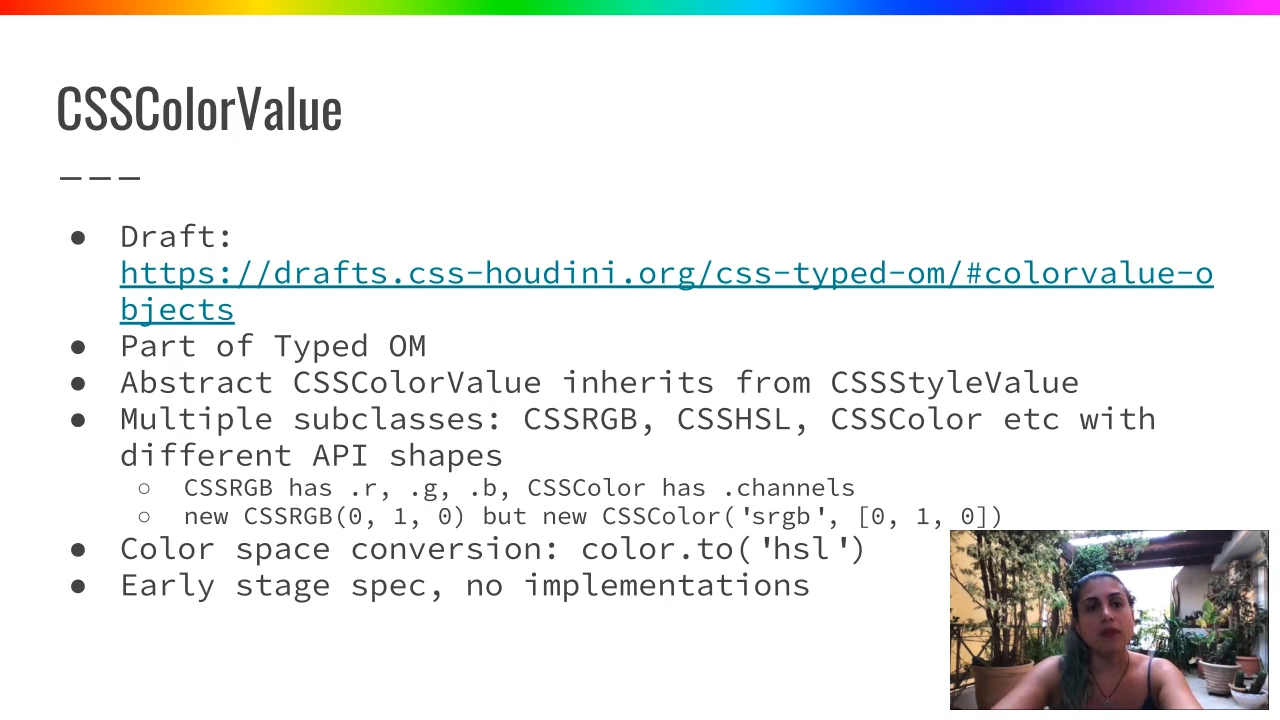 CSSColorValue
---
● Draft:
https://drafts.css-houdini.org/css-typed-om/#colorvalue-o
bjects
● Part of Typed OM
● Abstract CSSColorValue inherits from CSSStyleValue
● Multiple subclasses: CSSRGB, CSSHSL, CSSColor etc with
different API shapes
○ CSSRGB has .r, .g, .b, CSSColor has .channels
○ new CSSRGB(0, 1, 0) but new CSSColor('srgb', [0, 1, 0])
● Color space conversion: color.to('hsl')
● Early stage spec, no implementations